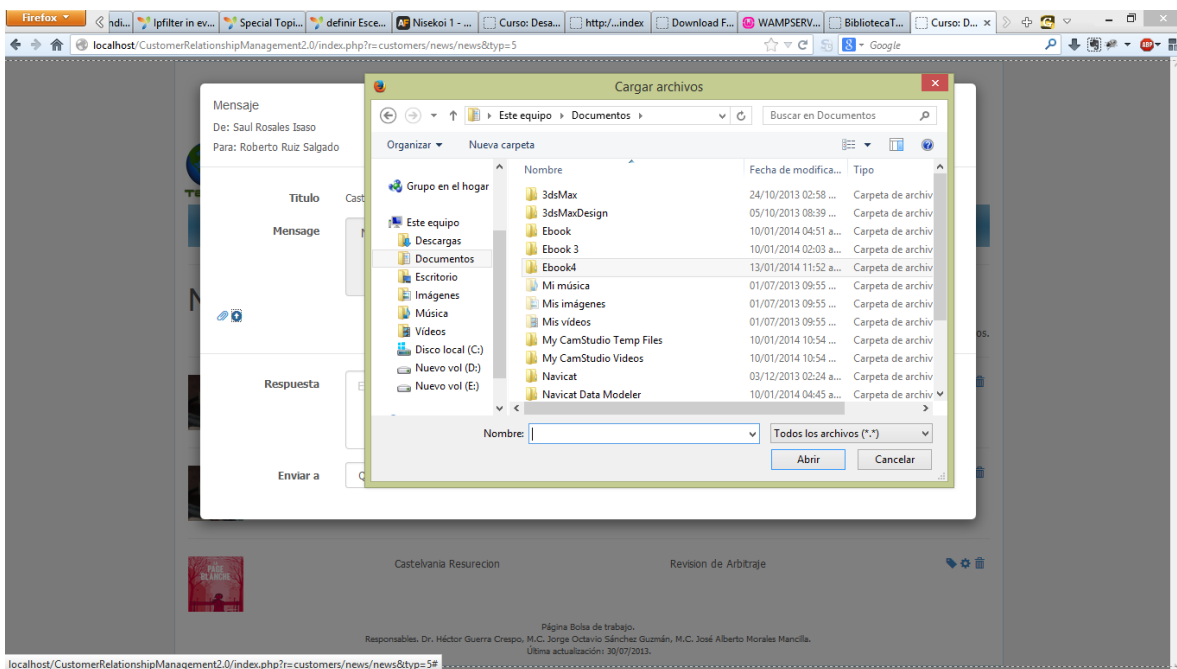 Firefox
ndi...
Ipfilter in ev...
Special Topi...
definir Esce...
AF Nisekoi 1 - ...
Curso: Desa...
http:/...index
Download F...
WAMPSERV...
BibliotecaT...
Curso: D...
localhost/CustomerRelationshipManagement2.0/index.php?r=customers/news/news&typ=5
Google
Cargar archivos
Mensaje
De: Saul Rosales Isaso
Para: Roberto Ruiz Salgado
Titulo
Cast
Mensage
Respuesta
Enviar a
Este equipo
Documentos
Buscar en Documentos
Organizar
Nueva carpeta
Nombre Fecha de modifica... Tipo
Grupo en el hogar
Este equipo
Descargas
Documentos
Escritorio
Imágenes
Música
Vídeos
Disco local (C:)
Nuevo vol (D:)
Nuevo vol (E:)
3dsMax 24/10/2013 02:58 ... Carpeta de archiv
3dsMaxDesign 05/10/2013 08:39 ... Carpeta de archiv
Ebook 10/01/2014 04:51 a... Carpeta de archiv
Ebook 3 10/01/2014 02:03 a... Carpeta de archiv
Ebook4 13/01/2014 11:52 a... Carpeta de archiv
Mi música 01/07/2013 09:55 ... Carpeta de archiv
Mis imágenes 01/07/2013 09:55 ... Carpeta de archiv
Mis vídeos 01/07/2013 09:55 ... Carpeta de archiv
My CamStudio Temp Files 10/01/2014 10:54 ... Carpeta de archiv
My CamStudio Videos 10/01/2014 10:54 ... Carpeta de archiv
Navicat 03/12/2013 02:24 a... Carpeta de archiv
Navicat Data Modeler 10/01/2014 04:45 a... Carpeta de archiv
Nombre:
Todos los archivos (*.*)
Abrir
Cancelar
os.
Castelvania Resurecion Revision de Arbitraje
Página Bolsa de trabajo.
Responsables. Dr. Héctor Guerra Crespo, M.C. Jorge Octavio Sánchez Guzmán, M.C. José Alberto Morales Mancilla.
Última actualización: 30/07/2013.
localhost/CustomerRelationshipManagement2.0/index.php?r=customers/news/news&typ=5#